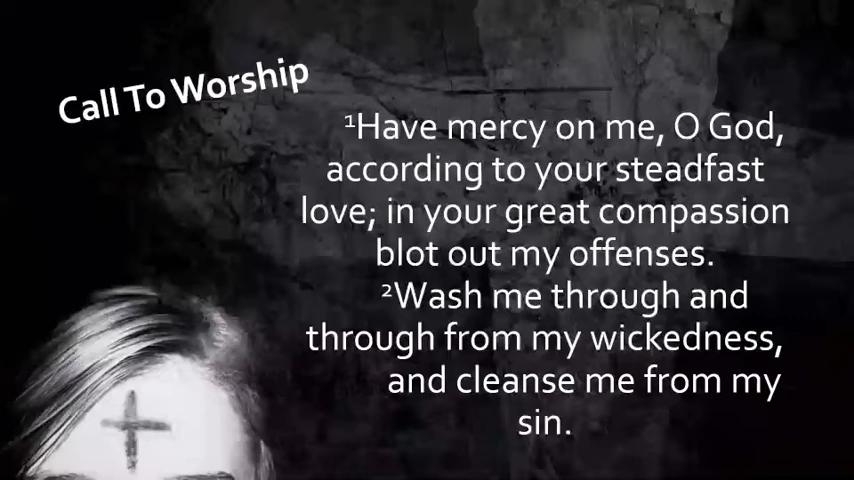 Call To Worship
¹Have mercy on me, O God,
according to your steadfast
love; in your great compassion
blot out my offenses.
²Wash me through and
through from my wickedness,
and cleanse me from my
sin.